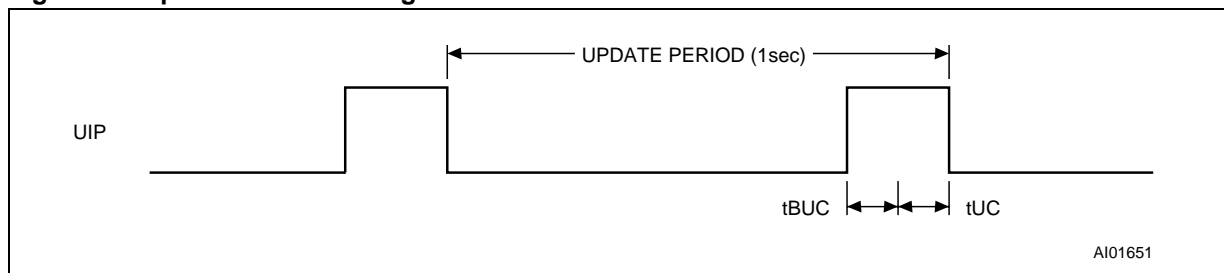 UPDATE PERIOD (1sec)
UIP
tBUC
tUC
AI01651